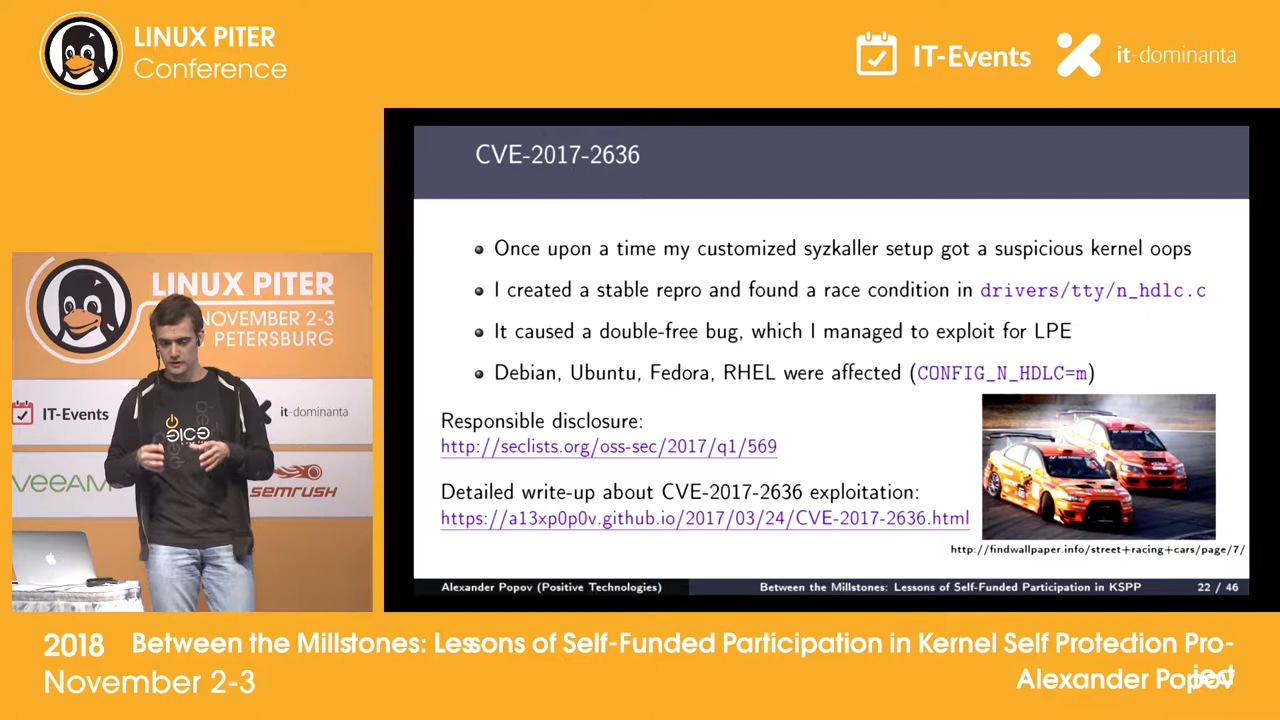 LINUX PITER
Conference
IT-Events
it-dominanta
CVE-2017-2636
Once upon a time my customized syzkaller setup got a suspicious kernel oops
I created a stable repro and found a race condition in drivers/tty/n_hdlc.c
It caused a double-free bug, which I managed to exploit for LPE
Debian, Ubuntu, Fedora, RHEL were affected (CONFIG_N_HDLC=m)
Responsible disclosure:
http://seclists.org/oss-sec/2017/q1/569
Detailed write-up about CVE-2017-2636 exploitation:
https://a13xp0p0v.github.io/2017/03/24/CVE-2017-2636.html
http://findwallpaper.info/street+racing+cars/page/7/
Alexander Popov (Positive Technologies)
Between the Millstones: Lessons of Self-Funded Participation in KSPP
22 / 46
LINUX PITER
NOVEMBER 2-3
PETERSBURG
IT-Events
it-dominanta
VEEAM
SEMRUSH
2018
Between the Millstones: Lessons of Self-Funded Participation in Kernel Self Protection Pro-
ject
November 2-3
Alexander Popov